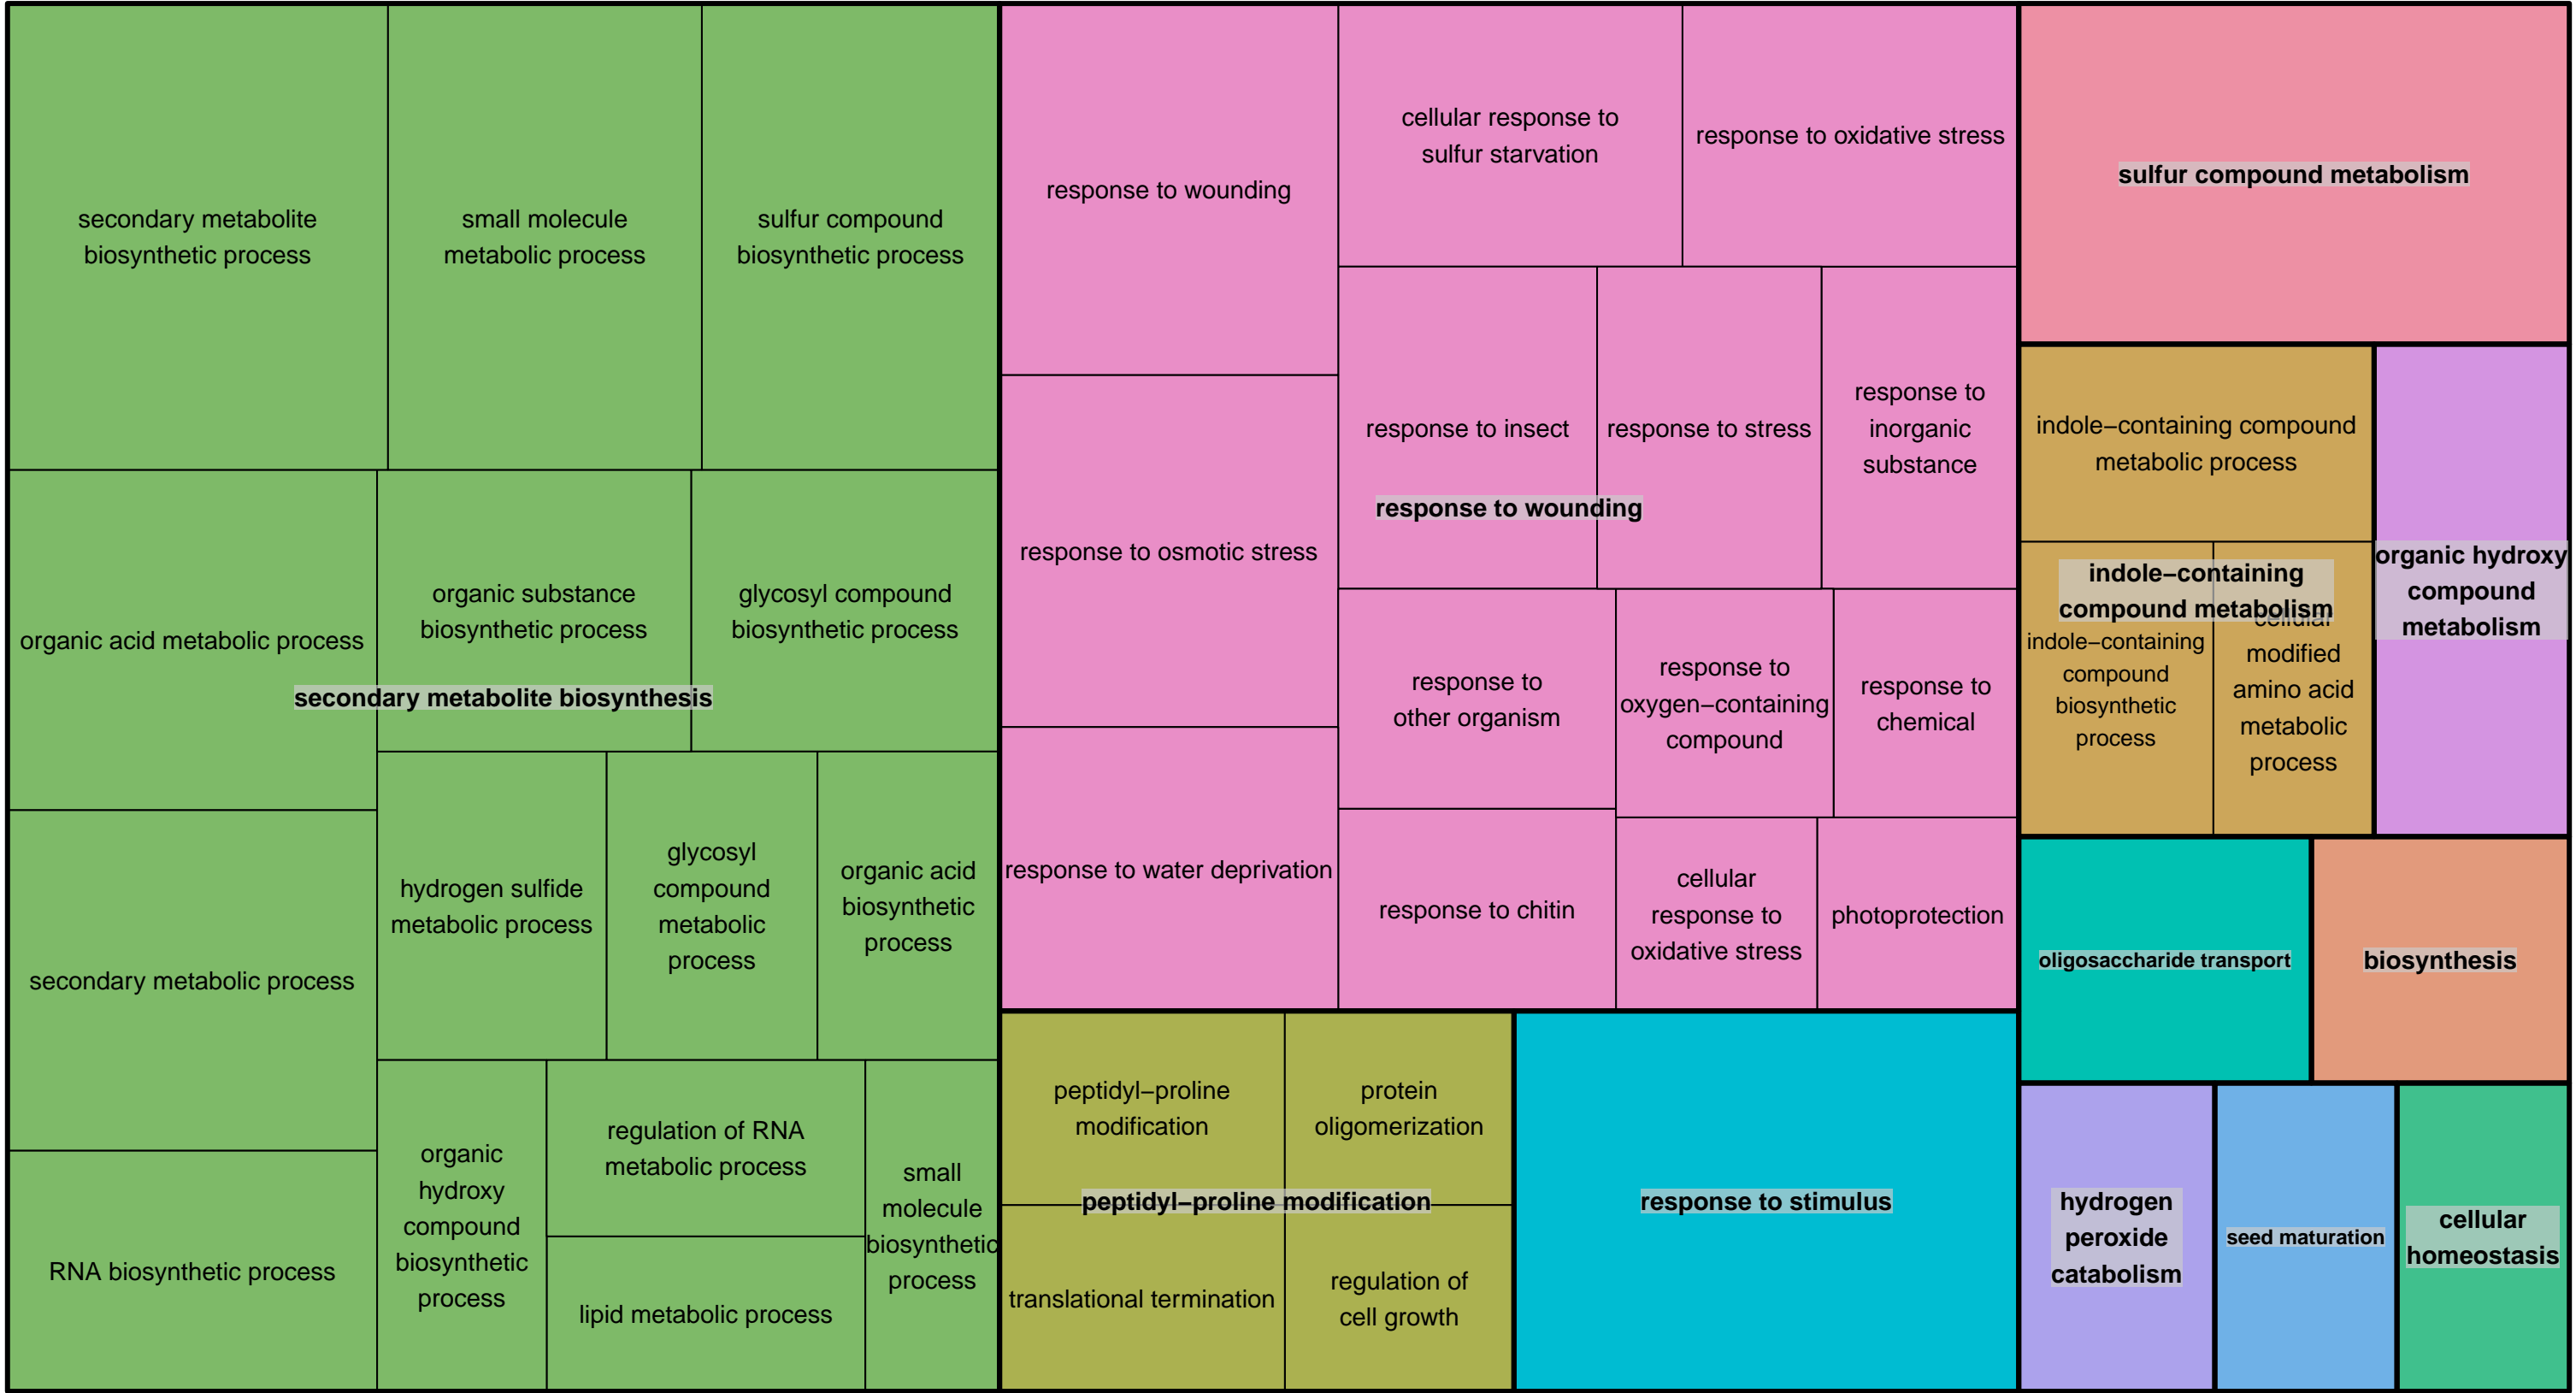 secondary metabolite
biosynthetic process
small molecule
metabolic process
sulfur compound
biosynthetic process
organic acid metabolic process
organic substance
biosynthetic process
glycosyl compound
biosynthetic process
secondary metabolite biosynthesis
secondary metabolic process
hydrogen sulfide
metabolic process
glycosyl
compound
metabolic
process
organic acid
biosynthetic
process
RNA biosynthetic process
organic
hydroxy
compound
biosynthetic
process
regulation of RNA
metabolic process
lipid metabolic process
small
molecule
biosynthetic
process
response to wounding
cellular response to
sulfur starvation
response to oxidative stress
response to osmotic stress
response to insect
response to stress
response to
inorganic
substance
response to wounding
response to water deprivation
response to
other organism
response to
oxygen−containing
compound
response to
chemical
response to chitin
cellular
response to
oxidative stress
photoprotection
peptidyl−proline
modification
protein
oligomerization
peptidyl−proline modification
translational termination
regulation of
cell growth
response to stimulus
sulfur compound metabolism
indole−containing compound
metabolic process
indole−containing
compound metabolism
indole−containing
compound
biosynthetic
process
cellular
modified
amino acid
metabolic
process
organic hydroxy
compound
metabolism
oligosaccharide transport
biosynthesis
hydrogen
peroxide
catabolism
seed maturation
cellular
homeostasis